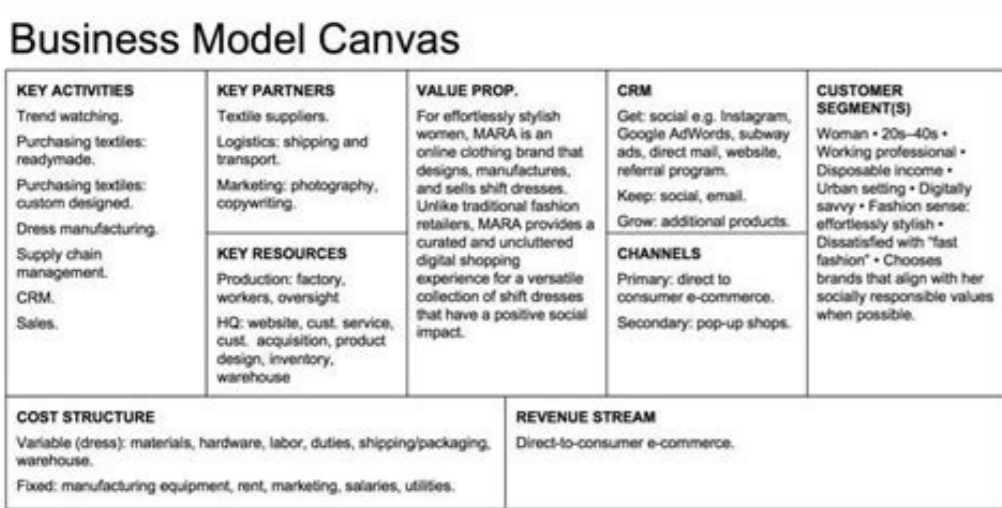 Business Model Canvas
KEY ACTIVITIES
Trend watching.
Purchasing textiles:
readymade.
Purchasing textiles:
custom designed.
Dress manufacturing.
Supply chain
management.
CRM.
Sales.
KEY PARTNERS
Textile suppliers.
Logistics: shipping and
transport.
Marketing: photography,
copywriting.
KEY RESOURCES
Production: factory,
workers, oversight
HQ: website, cust. service,
cust. acquisition, product
design, inventory,
warehouse
VALUE PROP.
For effortlessly stylish
women, MARA is an
online clothing brand that
designs, manufactures,
and sells shift dresses.
Unlike traditional fashion
retailers, MARA provides a
curated and uncluttered
digital shopping
experience for a versatile
collection of shift dresses
that have a positive social
impact.
CRM
Get: social e.g. Instagram,
Google AdWords, subway
ads, direct mail, website,
referral program.
Keep: social, email.
Grow: additional products.
CHANNELS
Primary: direct to
consumer e-commerce.
Secondary: pop-up shops.
CUSTOMER
SEGMENT(S)
Woman • 20s–40s •
Working professional •
Disposable income •
Urban setting • Digitally
savvy • Fashion sense:
effortlessly stylish •
Dissatisfied with "fast
fashion" • Chooses
brands that align with her
socially responsible values
when possible.
COST STRUCTURE
Variable (dress): materials, hardware, labor, duties, shipping/packaging,
warehouse.
Fixed: manufacturing equipment, rent, marketing, salaries, utilities.
REVENUE STREAM
Direct-to-consumer e-commerce.